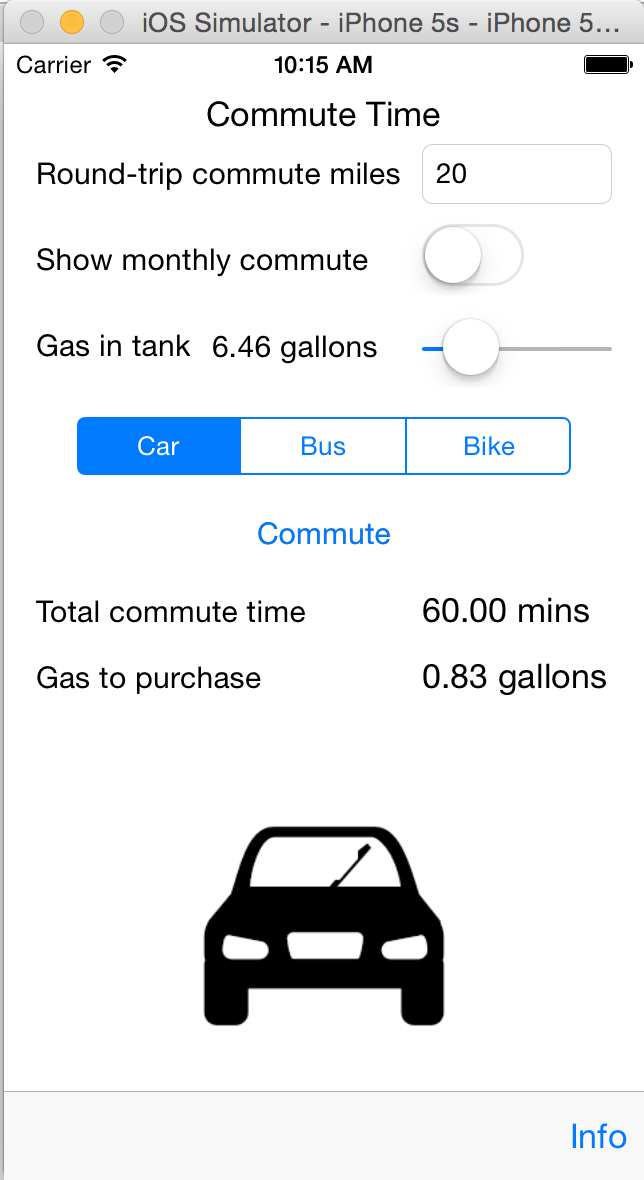 iOS Simulator - iPhone 5s - iPhone 5...
Carrier 10:15 AM
Commute Time
Round-trip commute miles 20
Show monthly commute
Gas in tank 6.46 gallons
Car Bus Bike
Commute
Total commute time 60.00 mins
Gas to purchase 0.83 gallons
Info